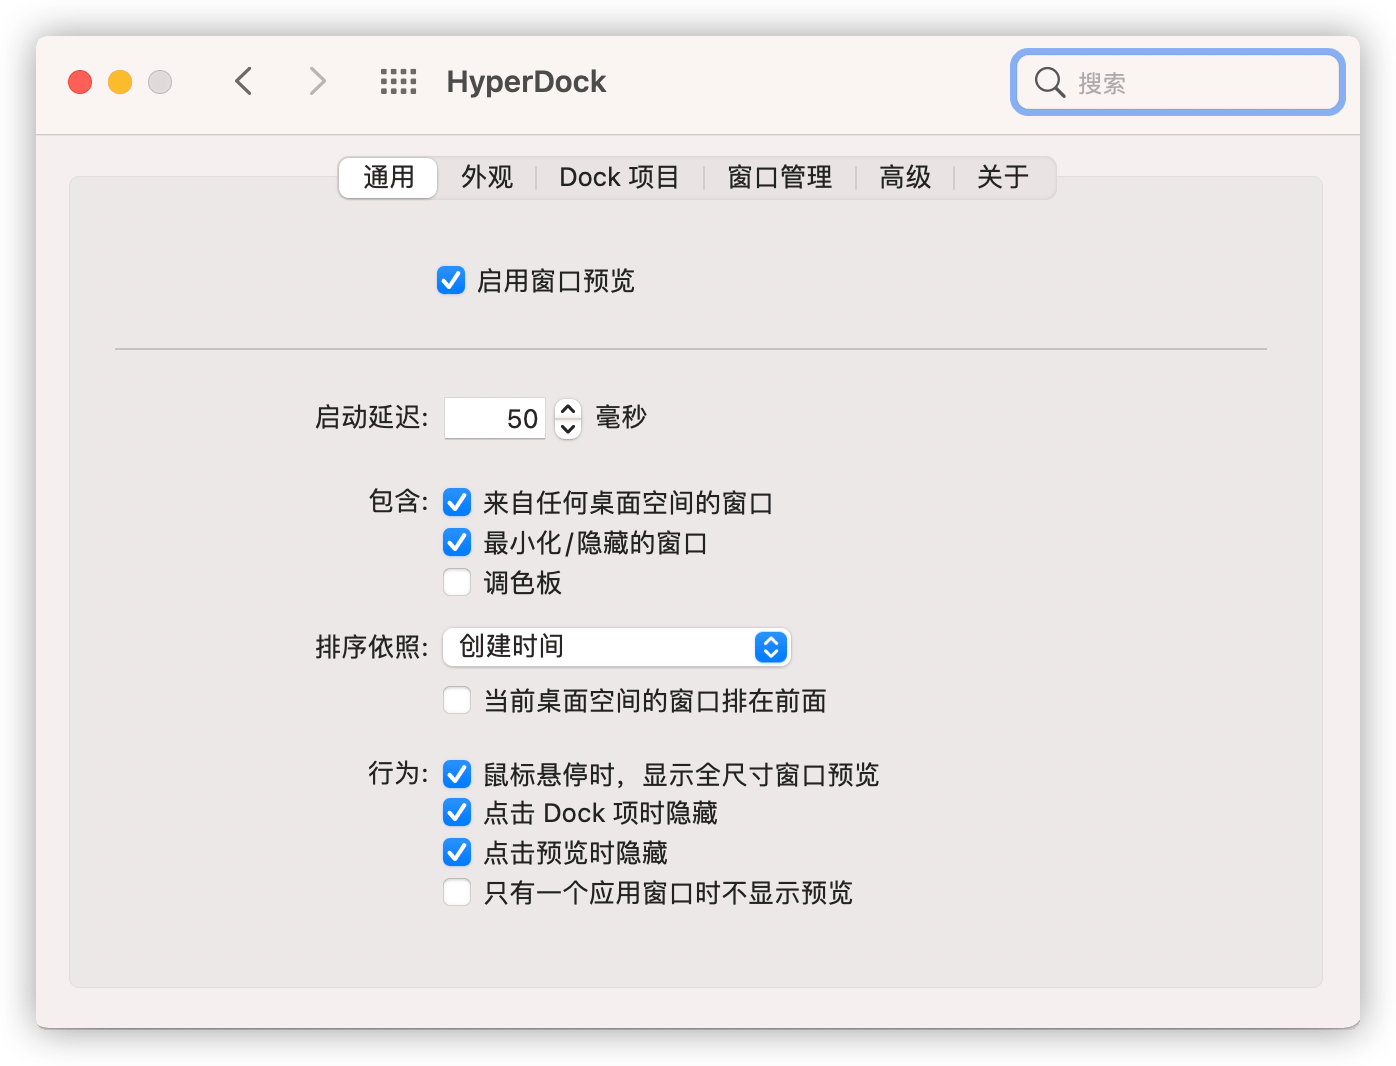 HyperDock
搜索
通用 外观 Dock 项目 窗口管理 高级 关于
启用窗口预览
启动延迟: 50 毫秒
包含: 来自任何桌面空间的窗口
最小化/隐藏的窗口
调色板
排序依照: 创建时间
当前桌面空间的窗口排在前面
行为: 鼠标悬停时，显示全尺寸窗口预览
点击 Dock 项时隐藏
点击预览时隐藏
只有一个应用窗口时不显示预览